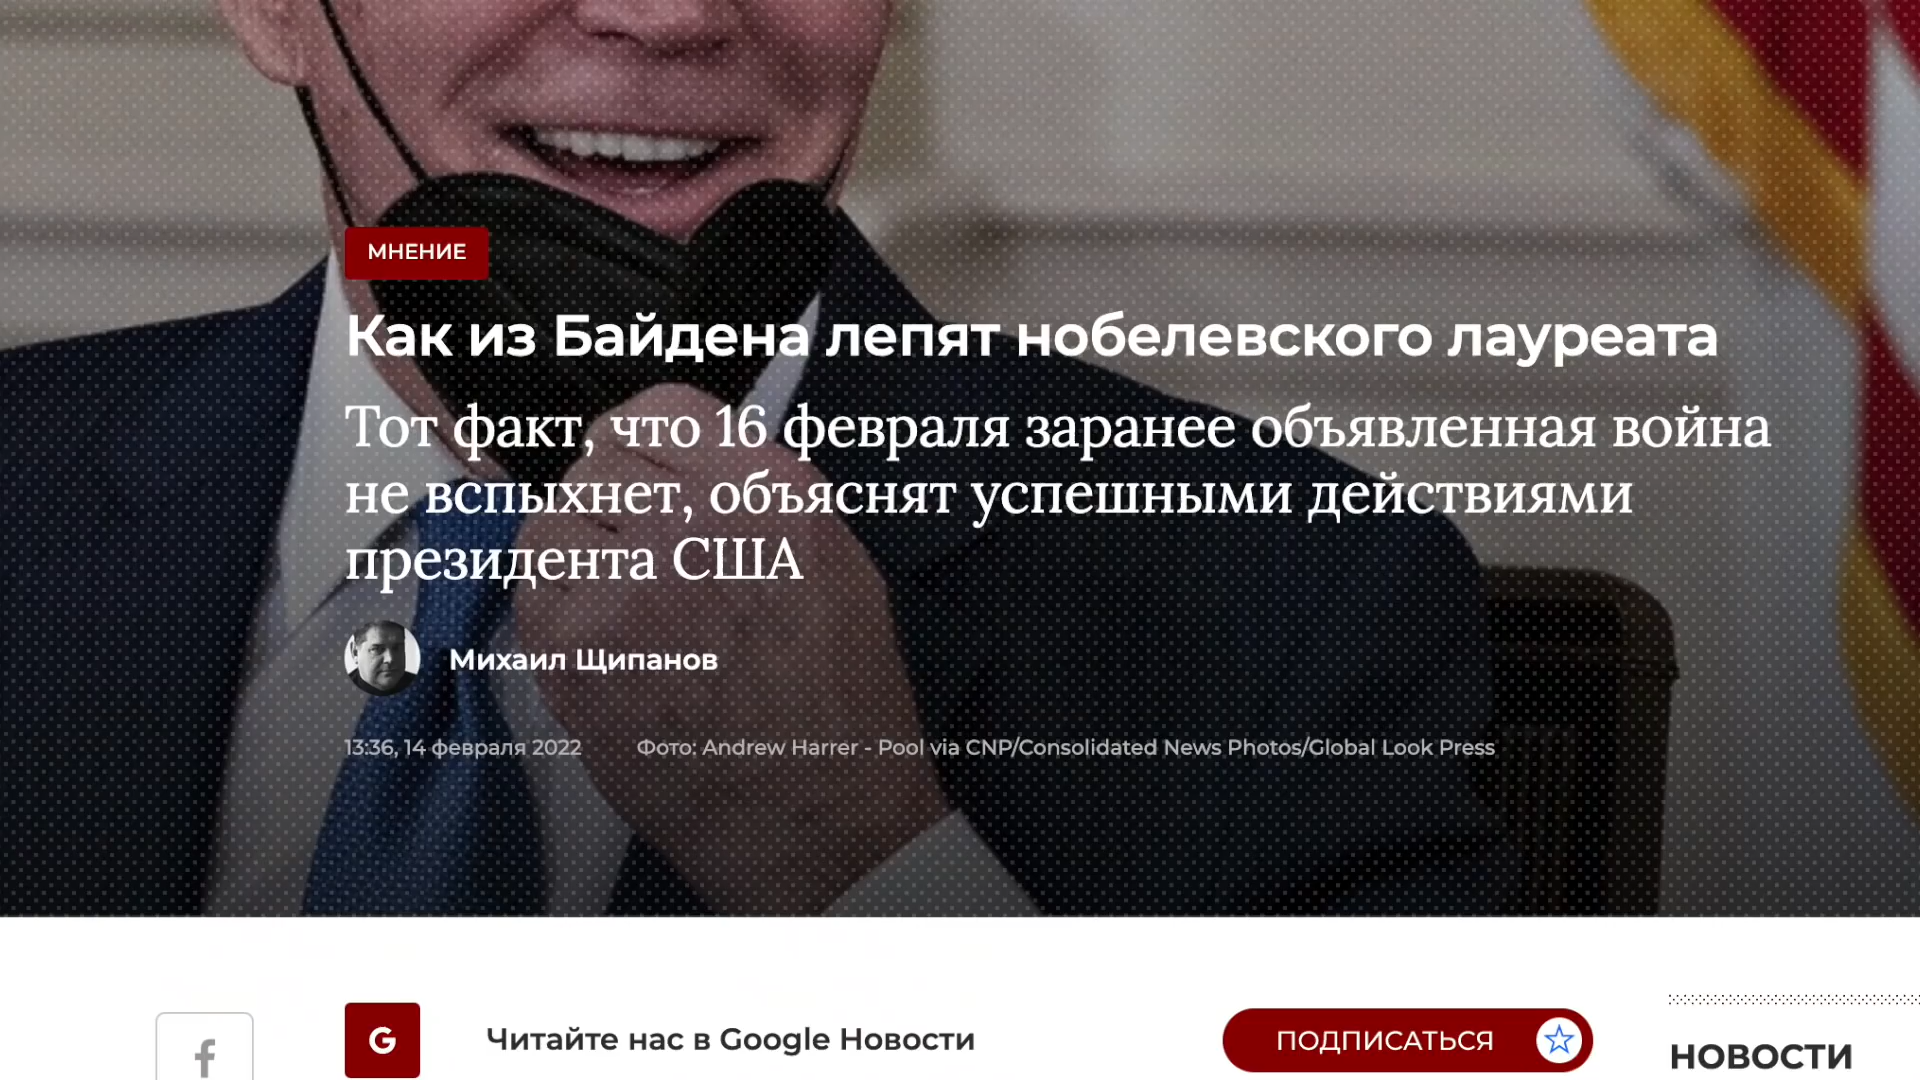 МНЕНИЕ
Как из Байдена лепят нобелевского лауреата
Тот факт, что 16 февраля заранее объявленная война
не вспыхнет, объяснят успешными действиями
президента США
Михаил Щипанов
13:36, 14 февраля 2022 Фото: Andrew Harrer - Pool via CNP/Consolidated News Photos/Global Look Press
f
G Читайте нас в Google Новости ПОДПИСАТЬСЯ
НОВОСТИ